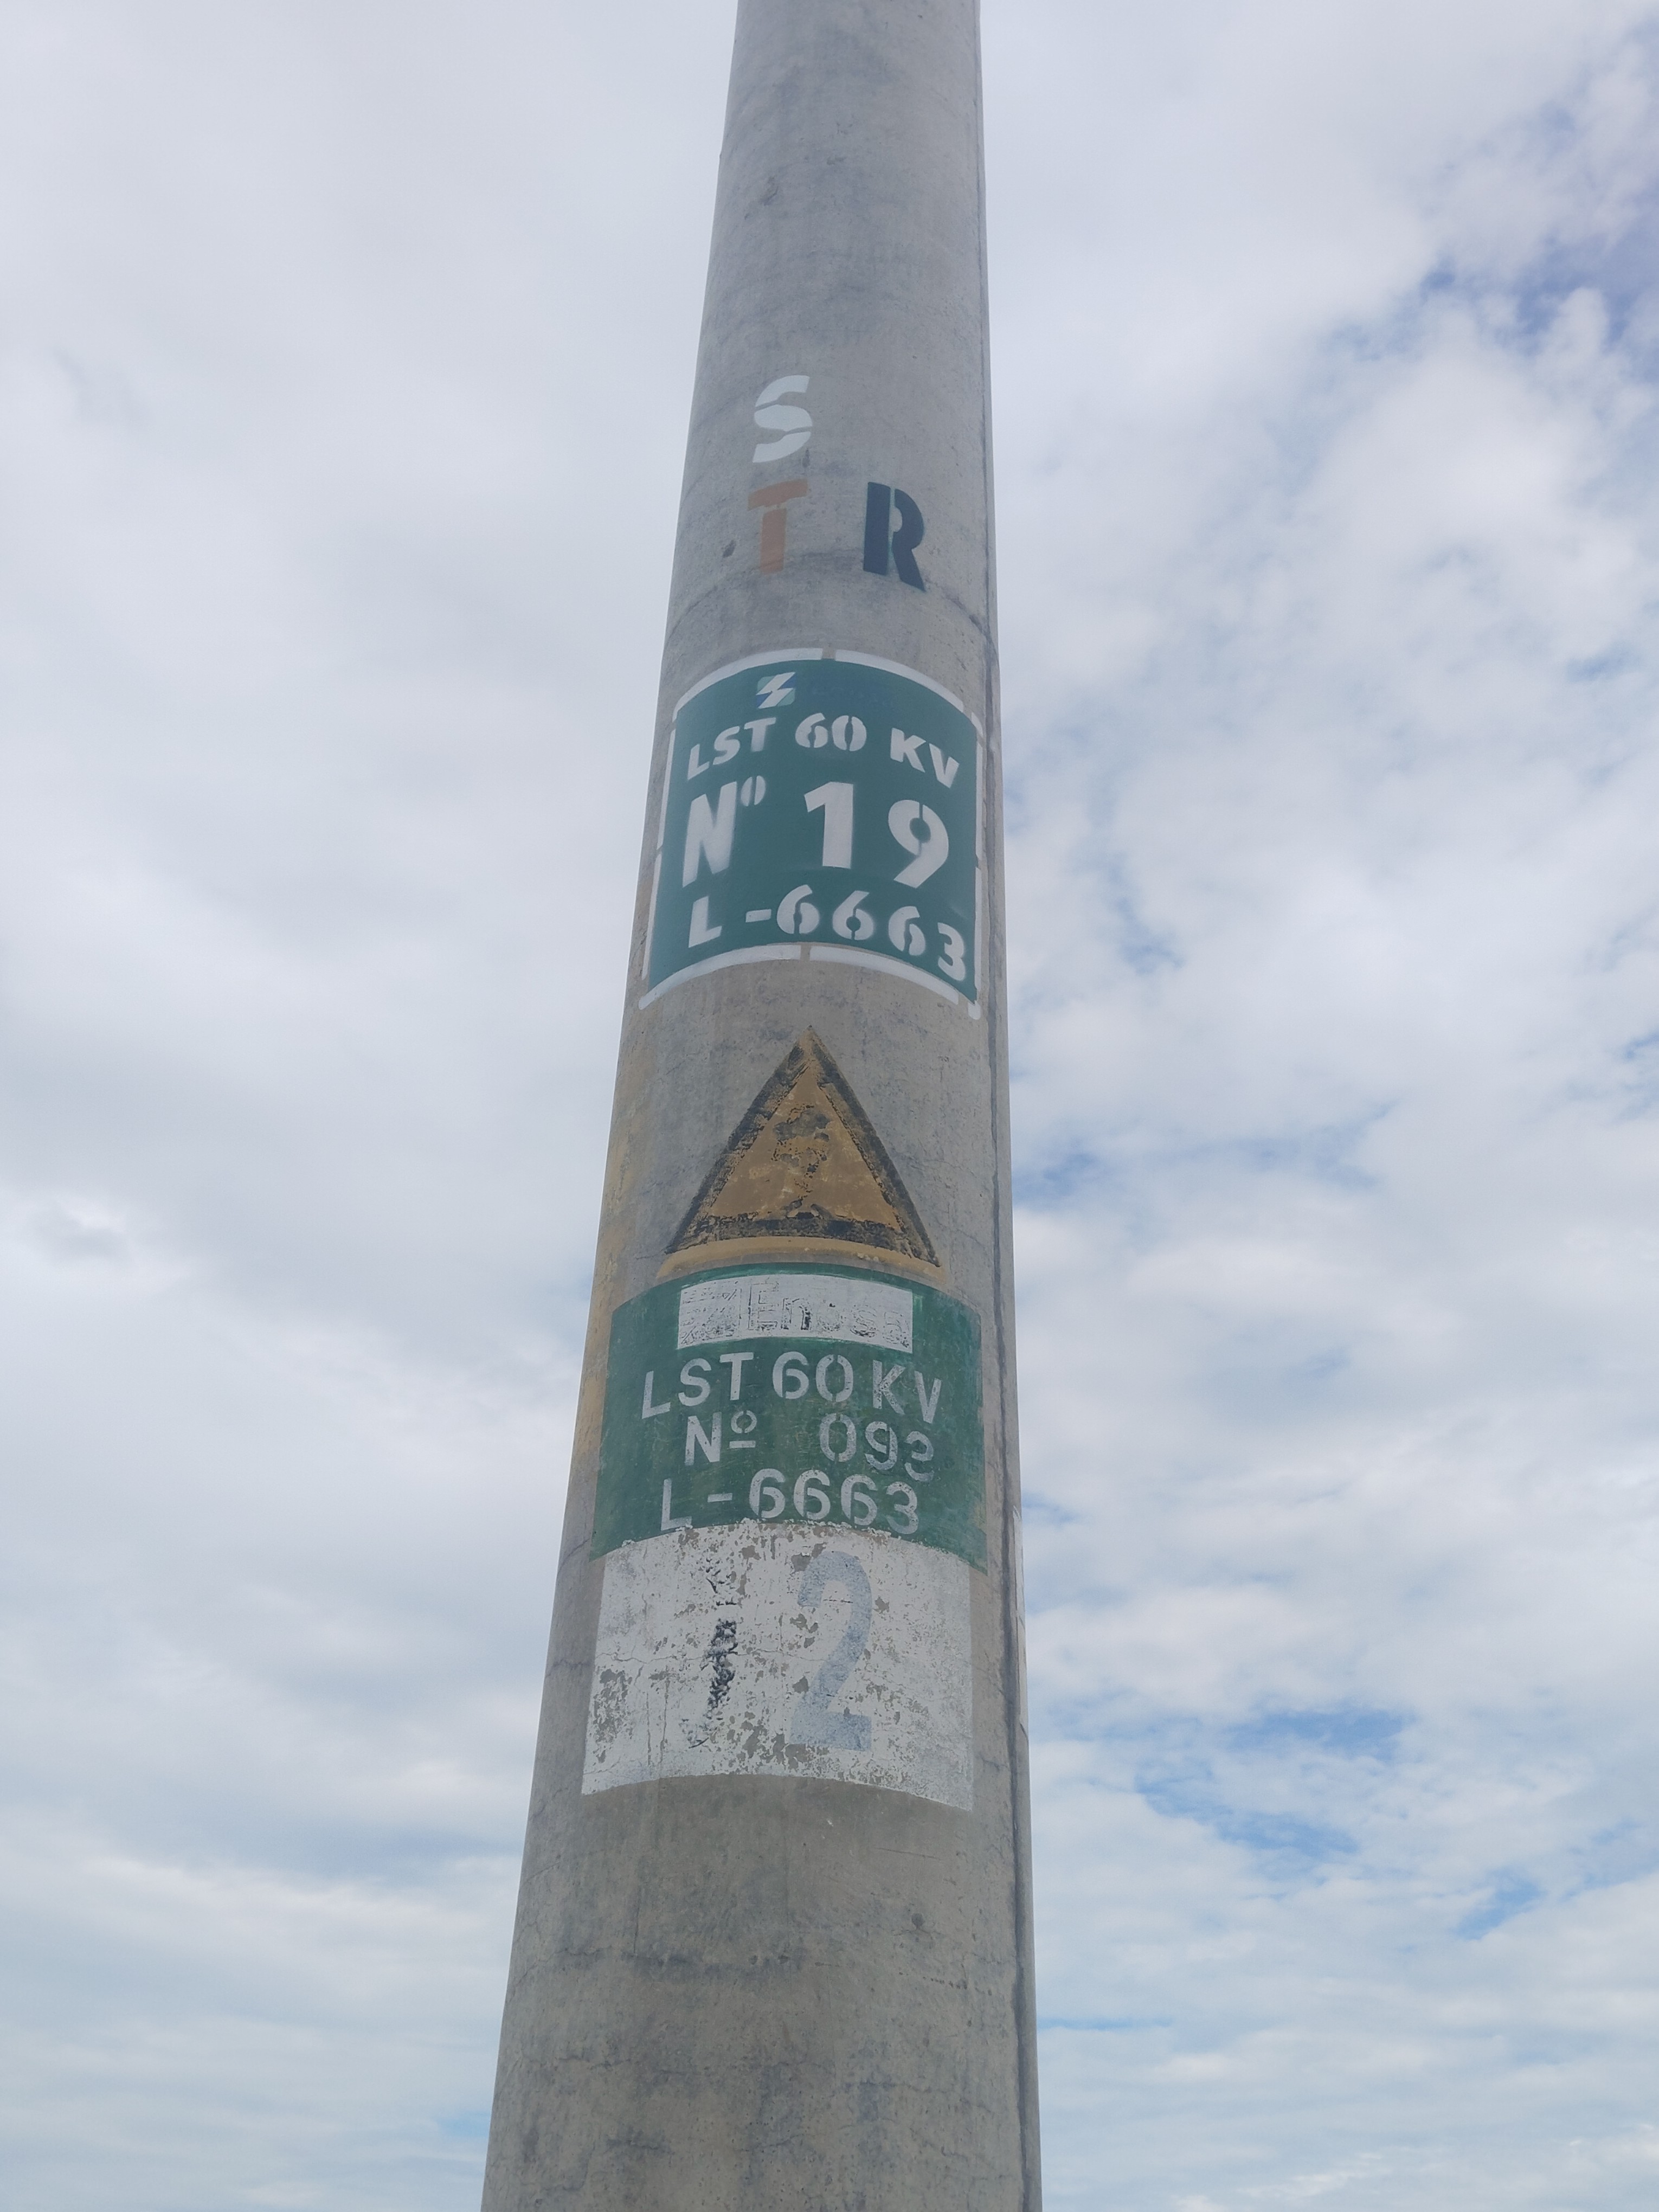 S
T R
LST 60 KV
Nº 19
L-6663
LST 60 KV
Nº 093
L-6663
2